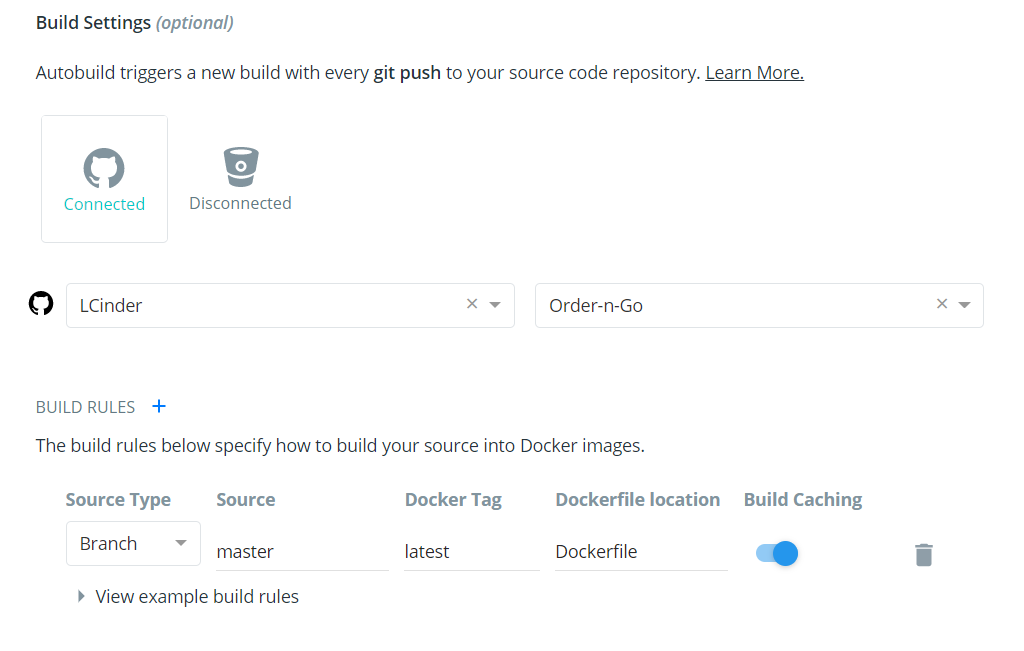 Build Settings (optional)
Autobuild triggers a new build with every git push to your source code repository. Learn More.
Connected
Disconnected
LCinder
Order-n-Go
BUILD RULES +
The build rules below specify how to build your source into Docker images.
Source Type Source Docker Tag Dockerfile location Build Caching
Branch master latest Dockerfile
View example build rules